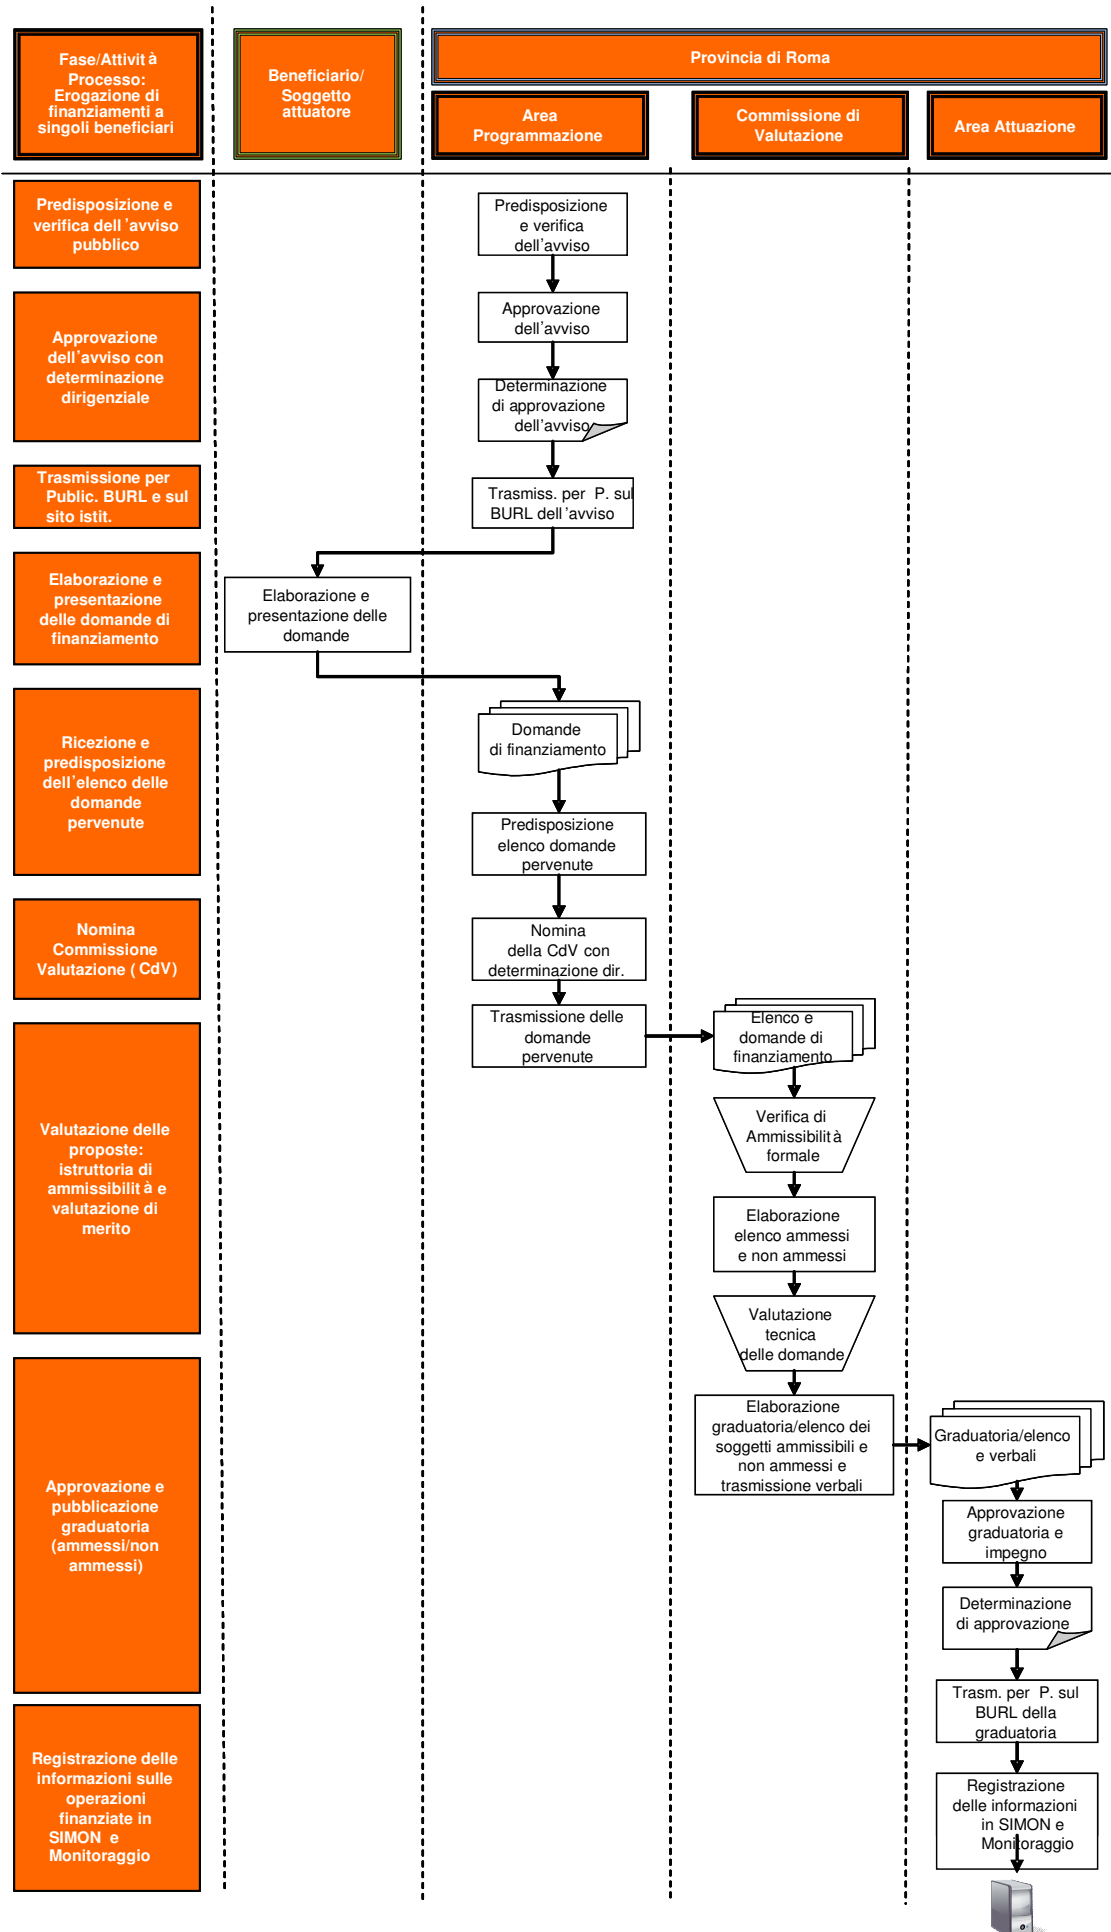 Fase/Attività
Processo:
Erogazione di
finanziamenti a
singoli beneficiari
Beneficiario/
Soggetto
attuatore
Provincia di Roma
Area
Programmazione
Commissione di
Valutazione
Area Attuazione
Predisposizione e
verifica dell'avviso
pubblico
Predisposizione
e verifica
dell'avviso
Approvazione
dell'avviso con
determinazione
dirigenziale
Approvazione
dell'avviso
Determinazione
di approvazione
dell'avviso
Trasmissione per
Public. BURL e sul
sito istit.
Trasmiss. per P. sul
BURL dell'avviso
Elaborazione e
presentazione
delle domande di
finanziamento
Elaborazione e
presentazione delle
domande
Ricezione e
predisposizione
dell'elenco delle
domande
pervenute
Domande
di finanziamento
Predisposizione
elenco domande
pervenute
Nomina
Commissione
Valutazione (CdV)
Nomina
della CdV con
determinazione dir.
Trasmissione delle
domande
pervenute
Elenco e
domande di
finanziamento
Valutazione delle
proposte:
istruttoria di
ammissibilità e
valutazione di
merito
Verifica di
Ammissibilità
formale
Elaborazione
elenco ammessi
e non ammessi
Valutazione
tecnica
delle domande
Approvazione e
pubblicazione
graduatoria
(ammessi/non
ammessi)
Elaborazione
graduatoria/elenco dei
soggetti ammissibili e
non ammessi e
trasmissione verbali
Graduatoria/elenco
e verbali
Approvazione
graduatoria e
impegno
Determinazione
di approvazione
Trasm. per P. sul
BURL della
graduatoria
Registrazione delle
informazioni sulle
operazioni
finanziate in
SIMON e
Monitoraggio
Registrazione
delle informazioni
in SIMON e
Monitoraggio